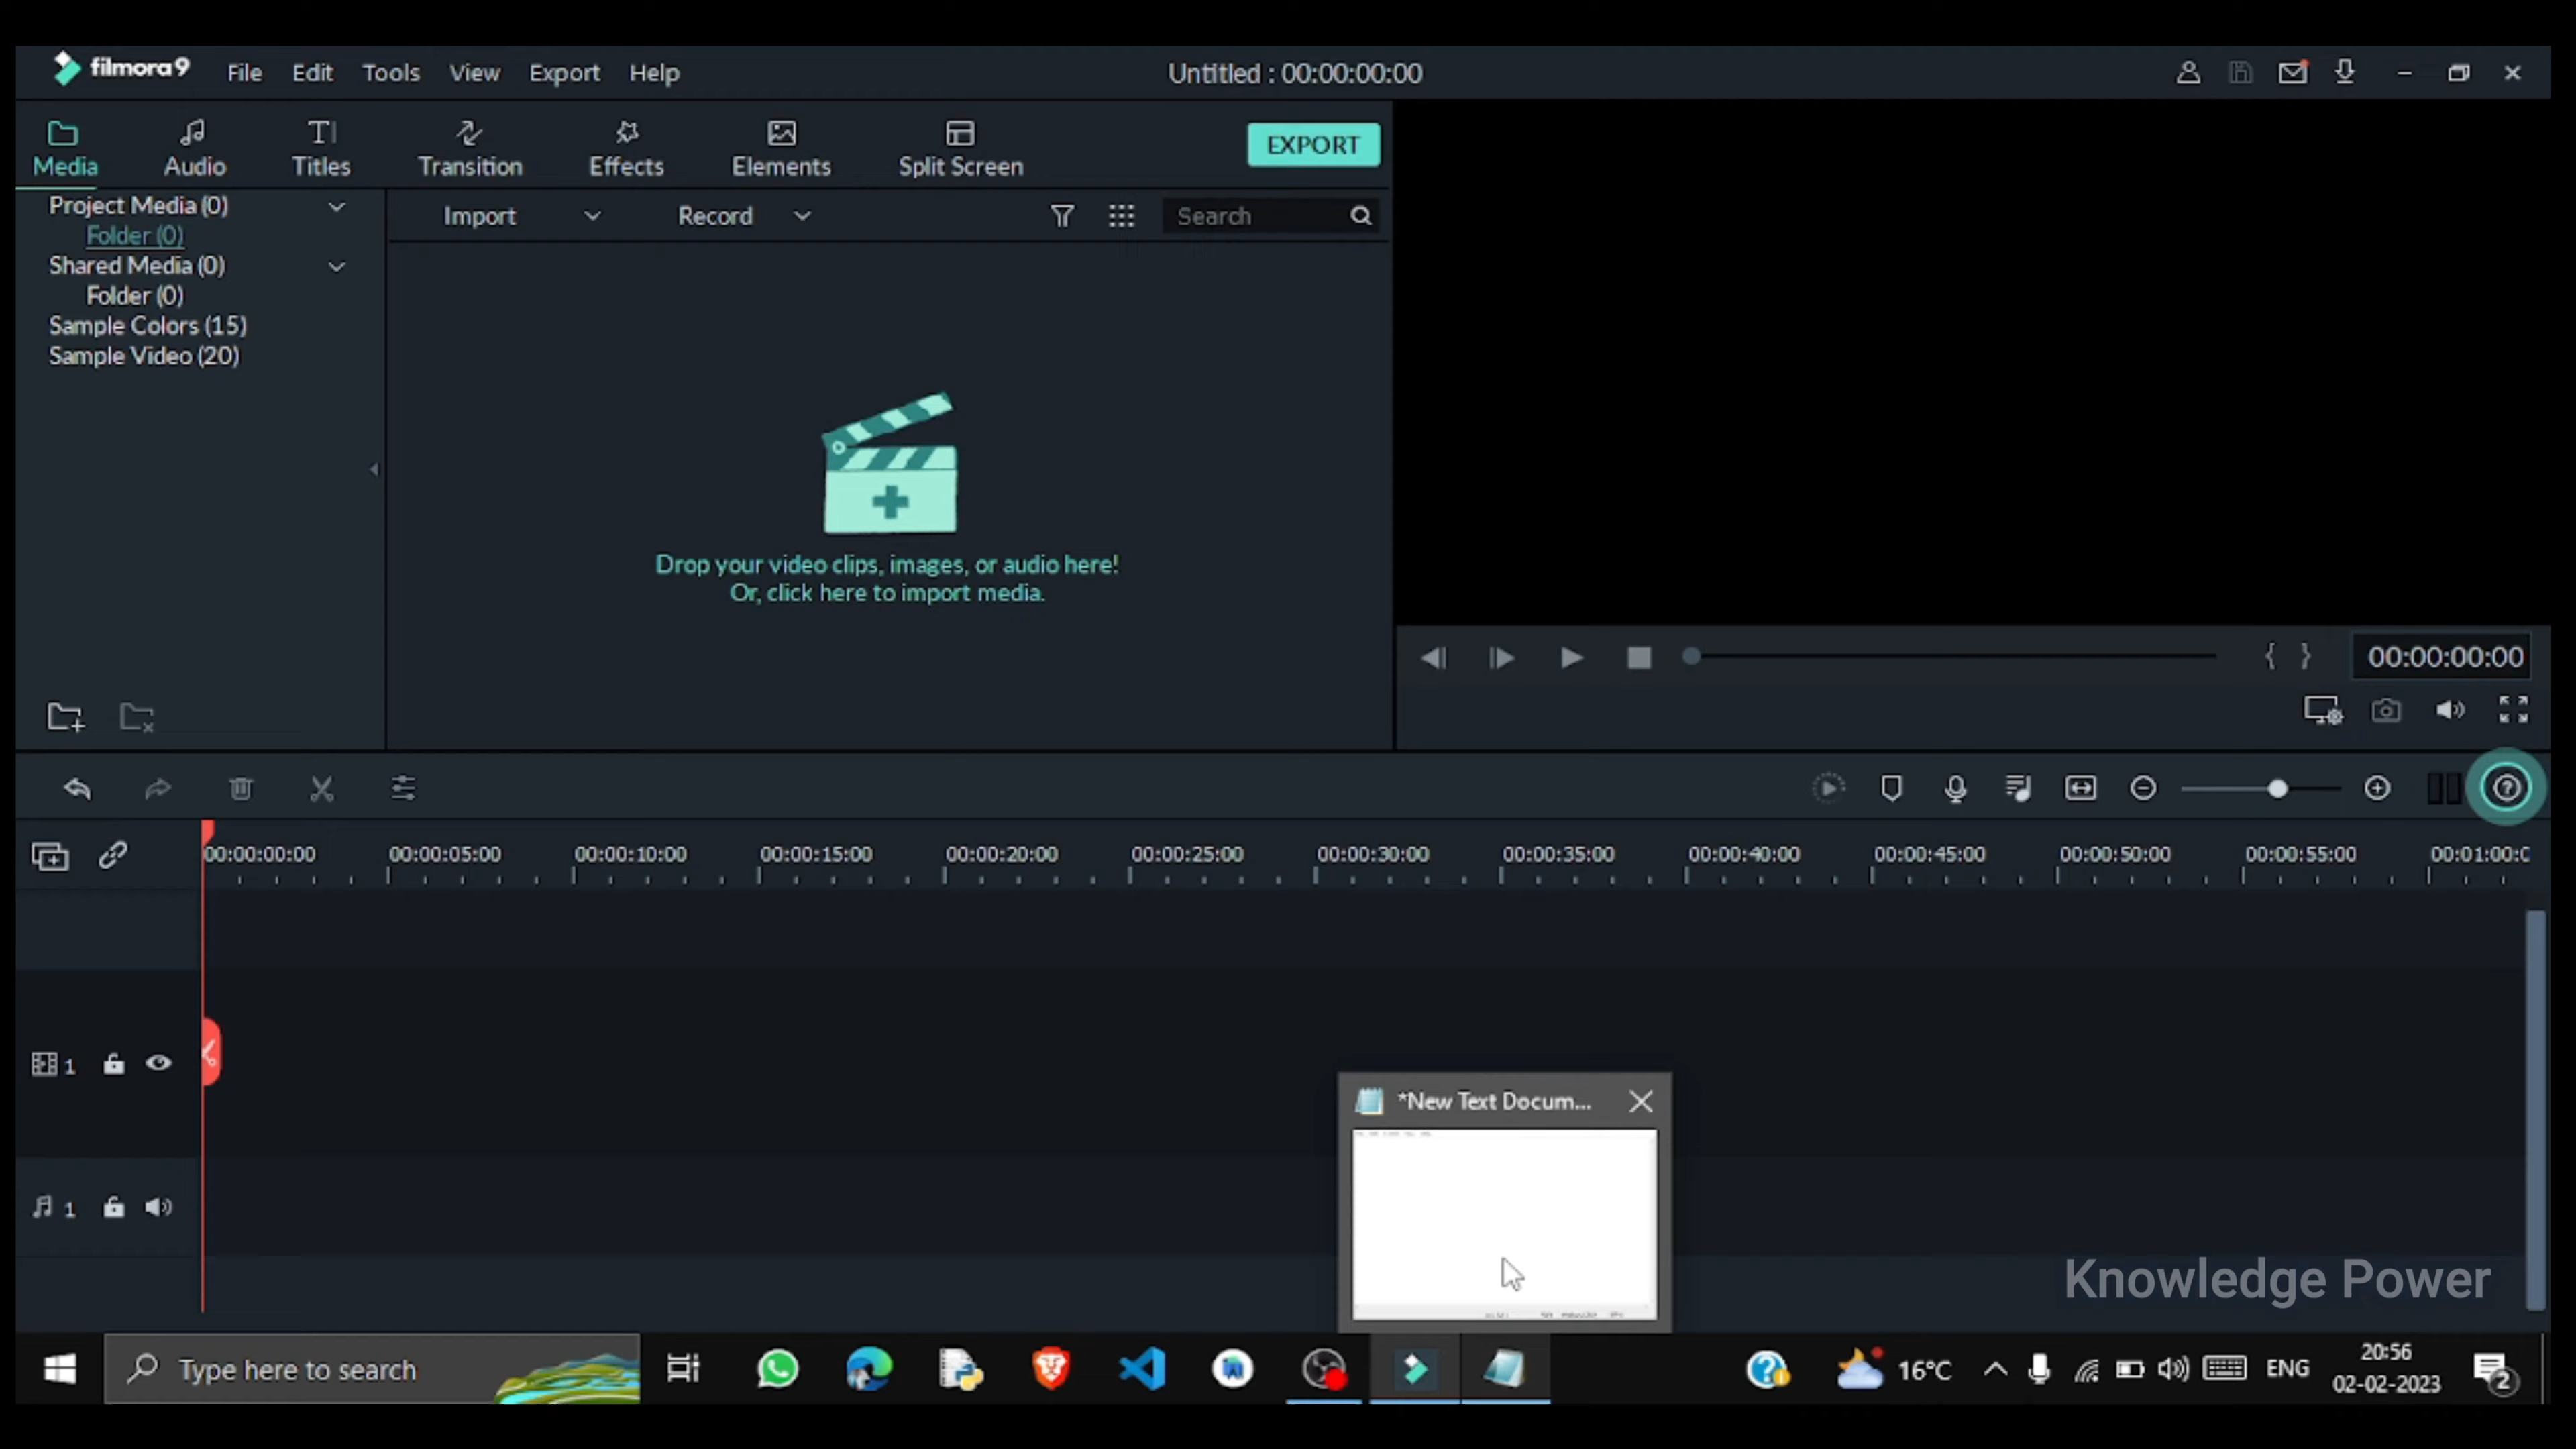 filmora9 File Edit Tools View Export Help Untitled : 00:00:00:00
Media Audio Titles Transition Effects Elements Split Screen EXPORT
Project Media (0)
Folder (0)
Shared Media (0)
Folder (0)
Sample Colors (15)
Sample Video (20)
Import Record Search
Drop your video clips, images, or audio here!
Or, click here to import media.
{ } 00:00:00:00
00:00:00:00 00:00:05:00 00:00:10:00 00:00:15:00 00:00:20:00 00:00:25:00 00:00:30:00 00:00:35:00 00:00:40:00 00:00:45:00 00:00:50:00 00:00:55:00 00:01:00:0
1
1
*New Text Docum...
Knowledge Power
Type here to search 16°C ENG 20:56
02-02-2023 2